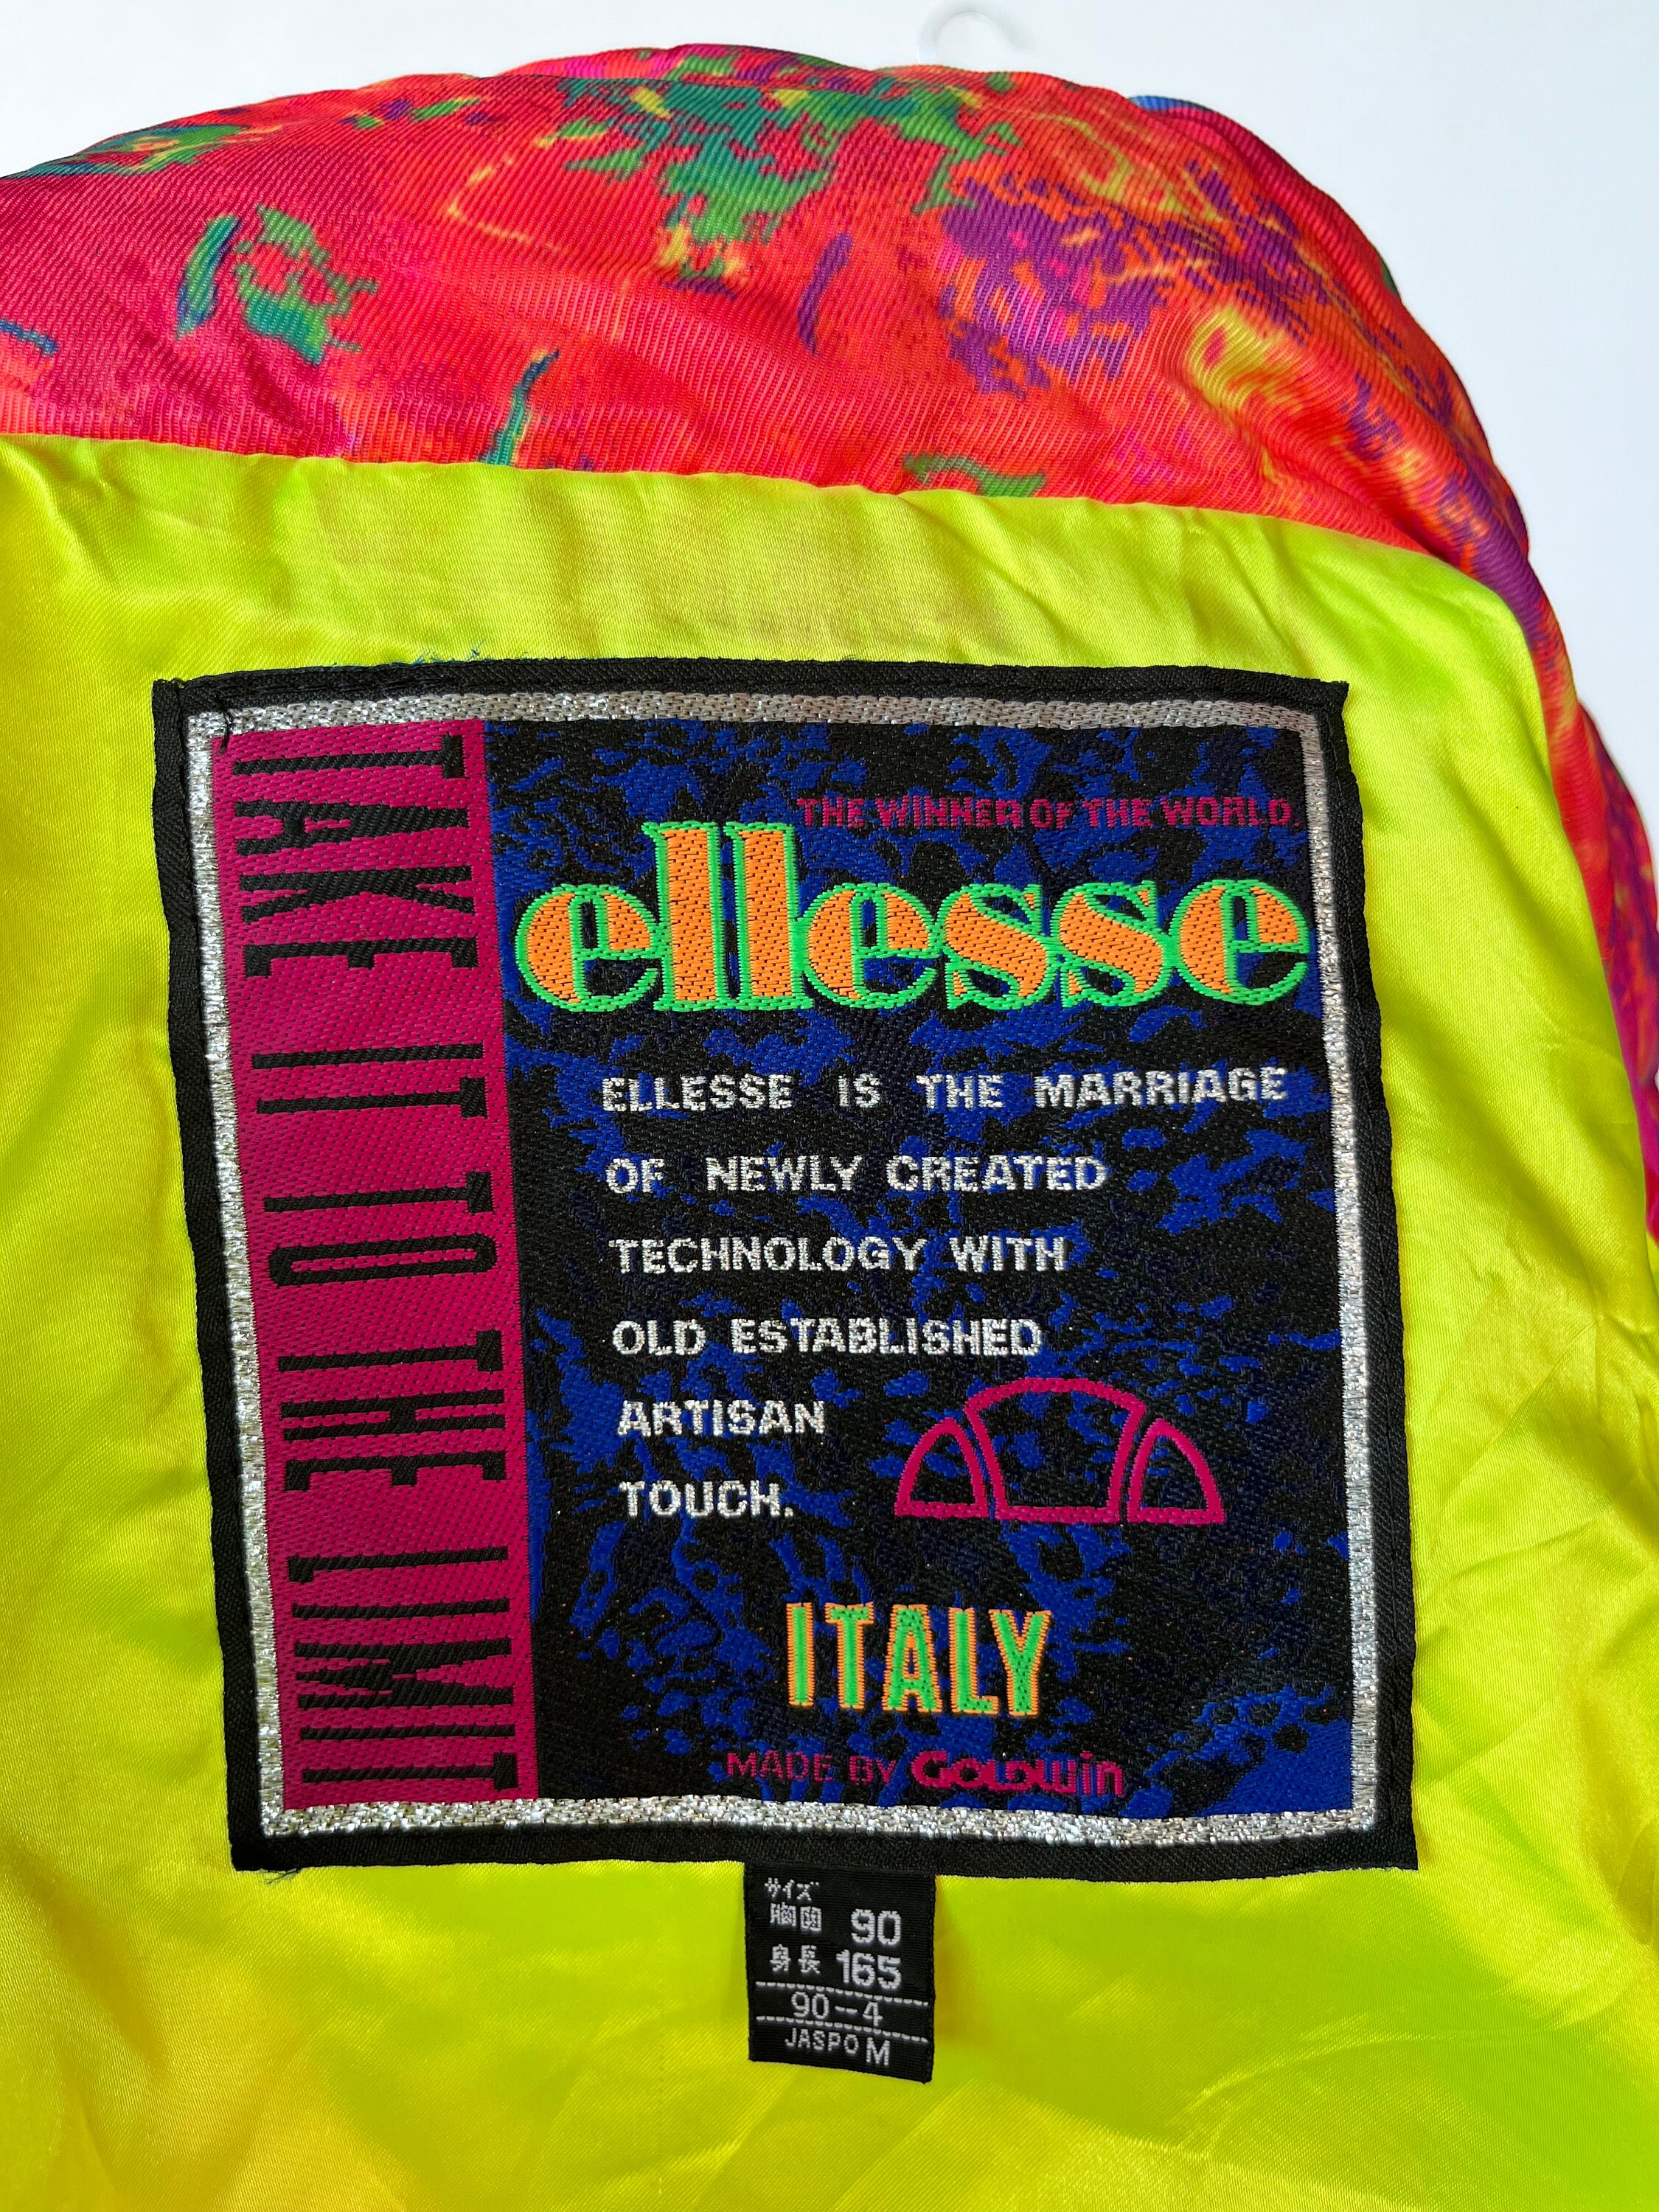 TAKE IT TO THE LIMIT
THE WINNER OF THE WORLD
ellesse
ELLESSE IS THE MARRIAGE
OF NEWLY CREATED
TECHNOLOGY WITH
OLD ESTABLISHED
ARTISAN
TOUCH.
ITALY
MADE BY GOLDWin
サイズ
胸囲 90
身長 165
90-4
JASPO M